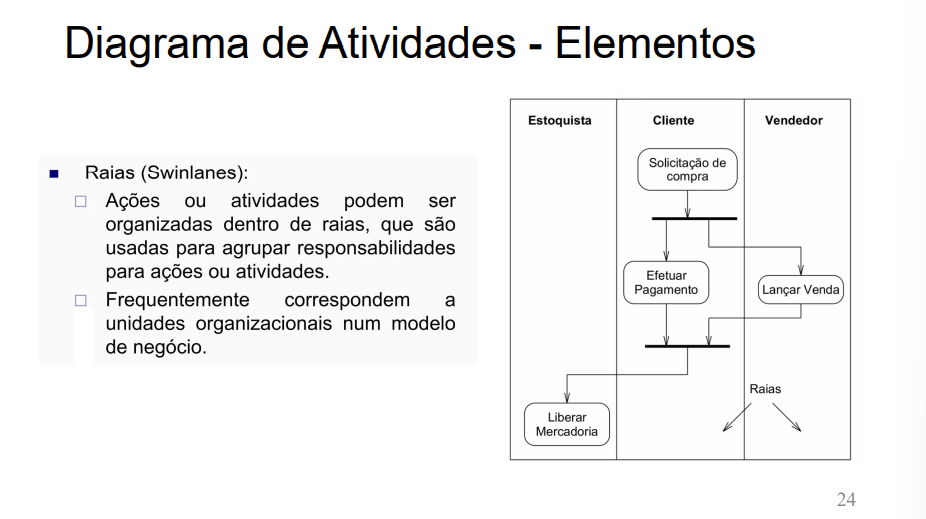 Diagrama de Atividades - Elementos
Raias (Swinlanes):
Ações ou atividades podem ser
organizadas dentro de raias, que são
usadas para agrupar responsabilidades
para ações ou atividades.
Frequentemente correspondem a
unidades organizacionais num modelo
de negócio.
Estoquista
Cliente
Vendedor
Solicitação de
compra
Efetuar
Pagamento
Lançar Venda
Raias
Liberar
Mercadoria
24